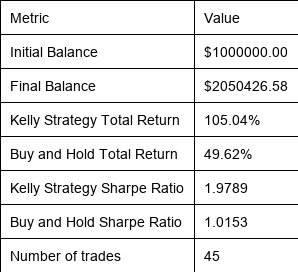 Metric Value
Initial Balance $1000000.00
Final Balance $2050426.58
Kelly Strategy Total Return 105.04%
Buy and Hold Total Return 49.62%
Kelly Strategy Sharpe Ratio 1.9789
Buy and Hold Sharpe Ratio 1.0153
Number of trades 45